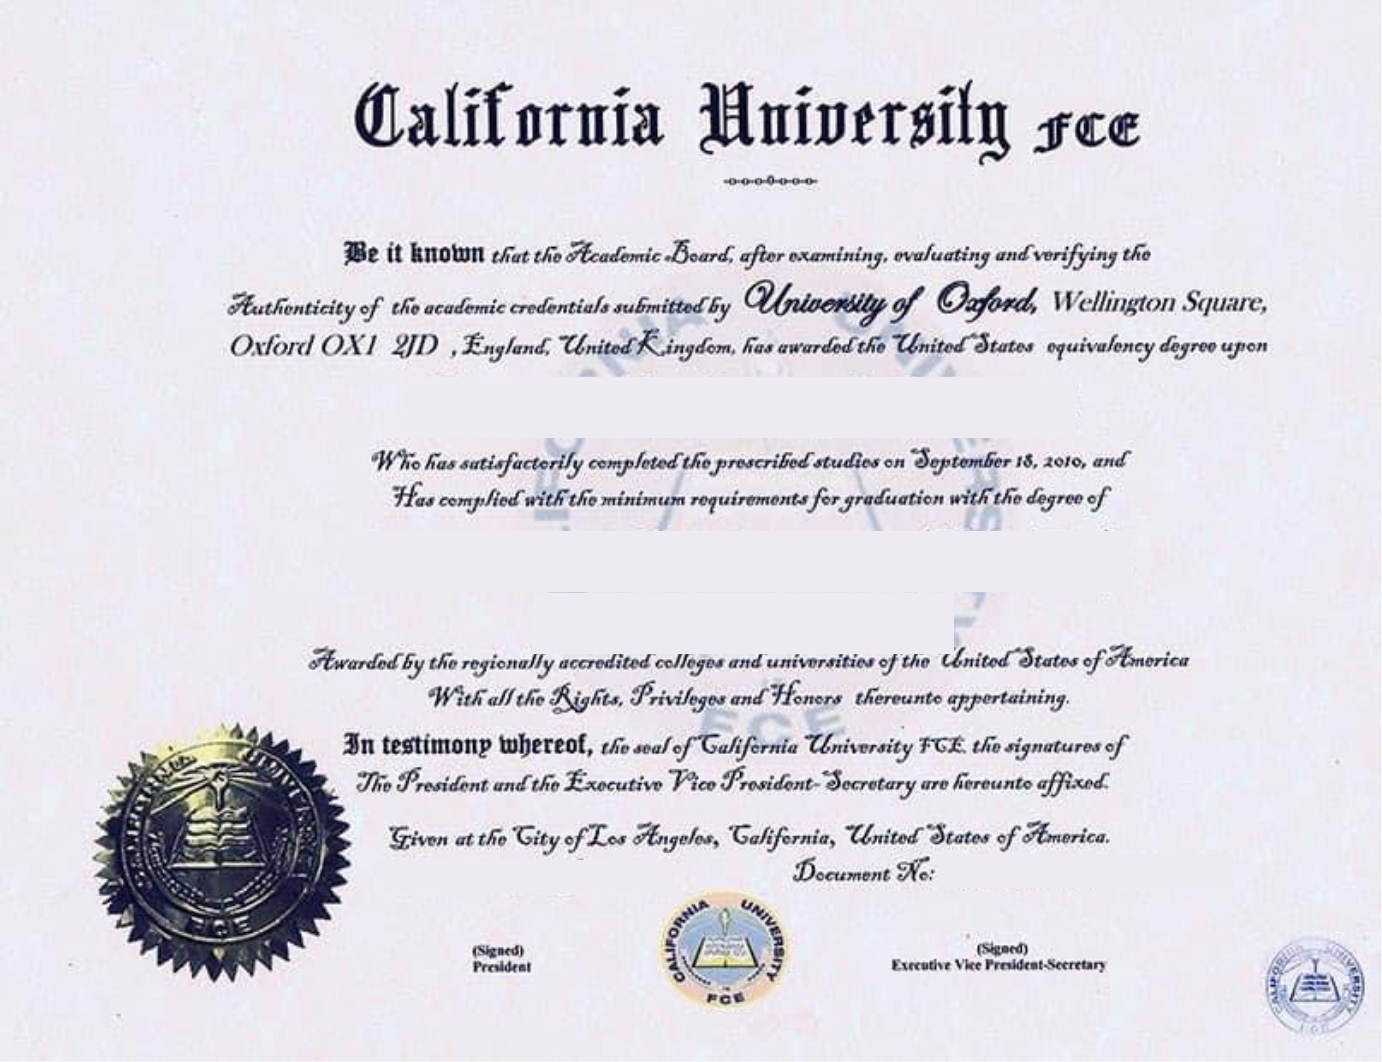 California University FCE
Be it known that the Academic Board, after examining, evaluating and verifying the
Authenticity of the academic credentials submitted by University of Oxford, Wellington Square,
Oxford OX1 2JD , England, United Kingdom, has awarded the United States equivalency degree upon
Who has satisfactorily completed the prescribed studies on September 18, 2010, and
Has complied with the minimum requirements for graduation with the degree of
Awarded by the regionally accredited colleges and universities of the United States of America
With all the Rights, Privileges and Honors thereunto appertaining.
FCE
In testimony whereof, the seal of California University FCE, the signatures of
The President and the Executive Vice President- Secretary are hereunto affixed.
Given at the City of Los Angeles, California, United States of America.
Document No:
FCE
CALIFORNIA UNIVERSITY
FCE
(Signed)
President
(Signed)
Executive Vice President-Secretary
CALIFORNIA UNIVERSITY